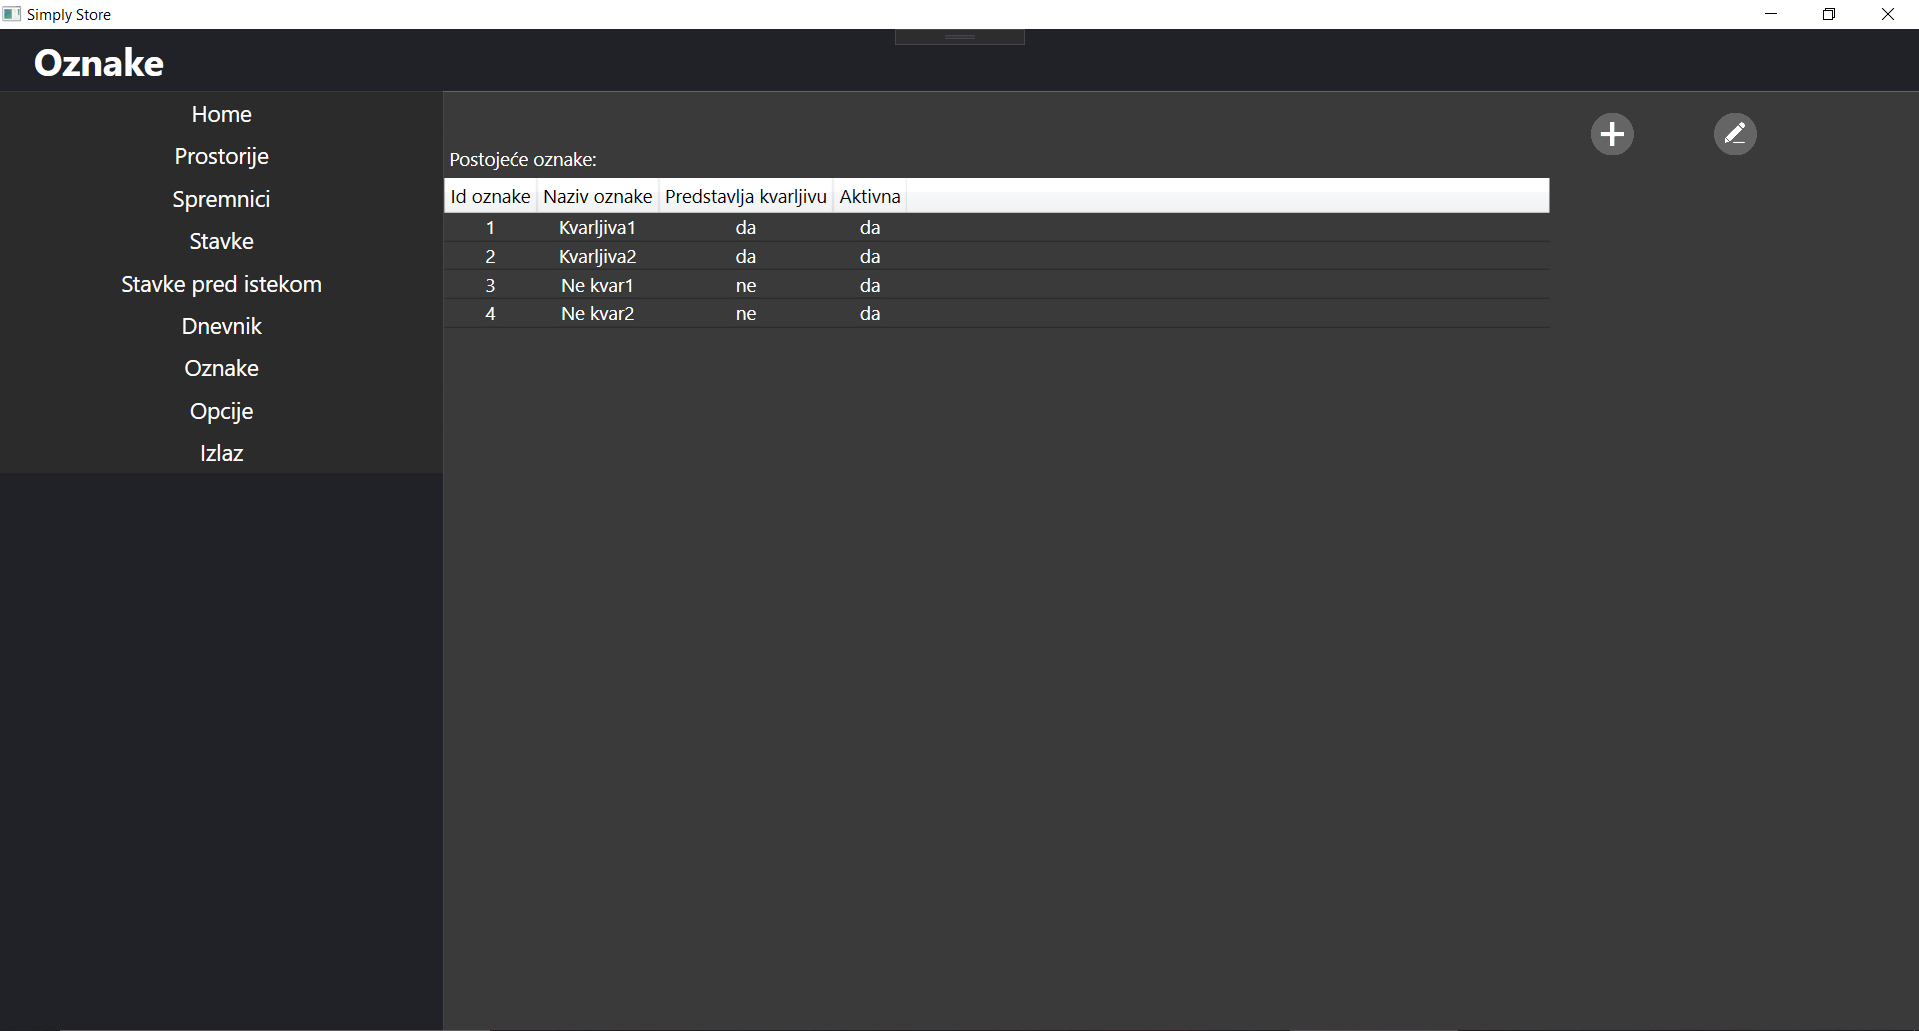 Simply Store
Oznake
Home
Prostorije
Spremnici
Stavke
Stavke pred istekom
Dnevnik
Oznake
Opcije
Izlaz
Postojeće oznake:
Id oznake Naziv oznake Predstavlja kvarljivu Aktivna
1 Kvarljiva1 da da
2 Kvarljiva2 da da
3 Ne kvar1 ne da
4 Ne kvar2 ne da